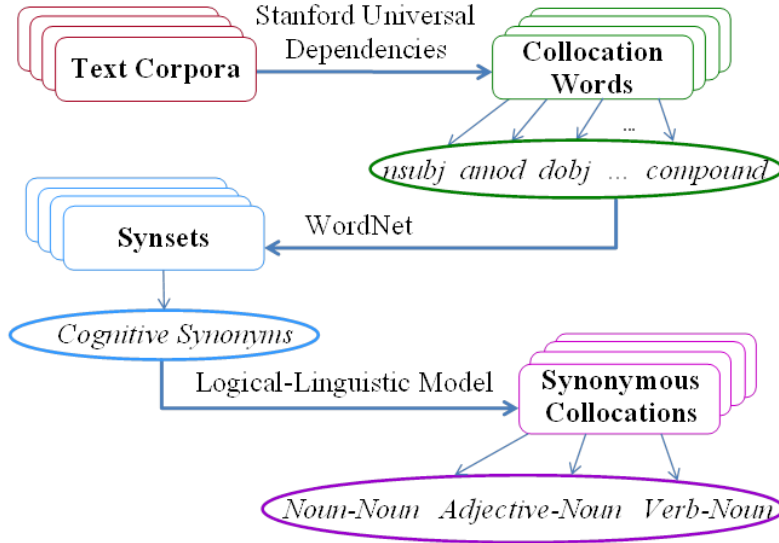 Stanford Universal
Dependencies
Text Corpora
Collocation
Words
...
nsubj amod dobj ... compound
WordNet
Synsets
Cognitive Synonyms
Logical-Linguistic Model
Synonymous
Collocations
Noun-Noun Adjective-Noun Verb-Noun